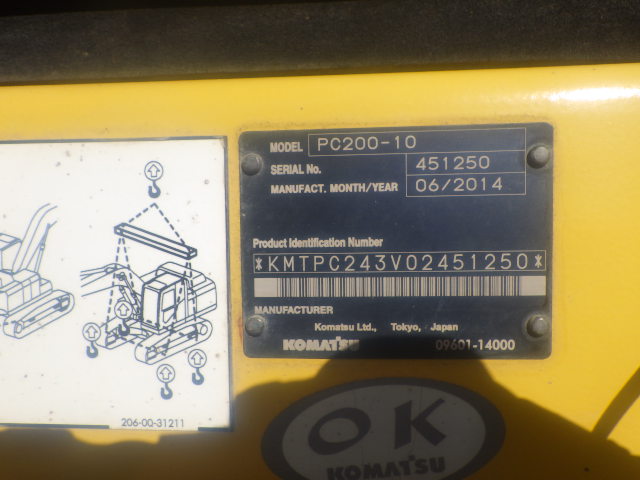 MODEL PC200-10
SERIAL No. 451250
MANUFACT. MONTH/YEAR 06/2014
Product Identification Number
*KMTPC243V02451250*
MANUFACTURER
Komatsu Ltd., Tokyo, Japan
KOMATSU 09601-14000
206-00-31211
OK
KOMATSU